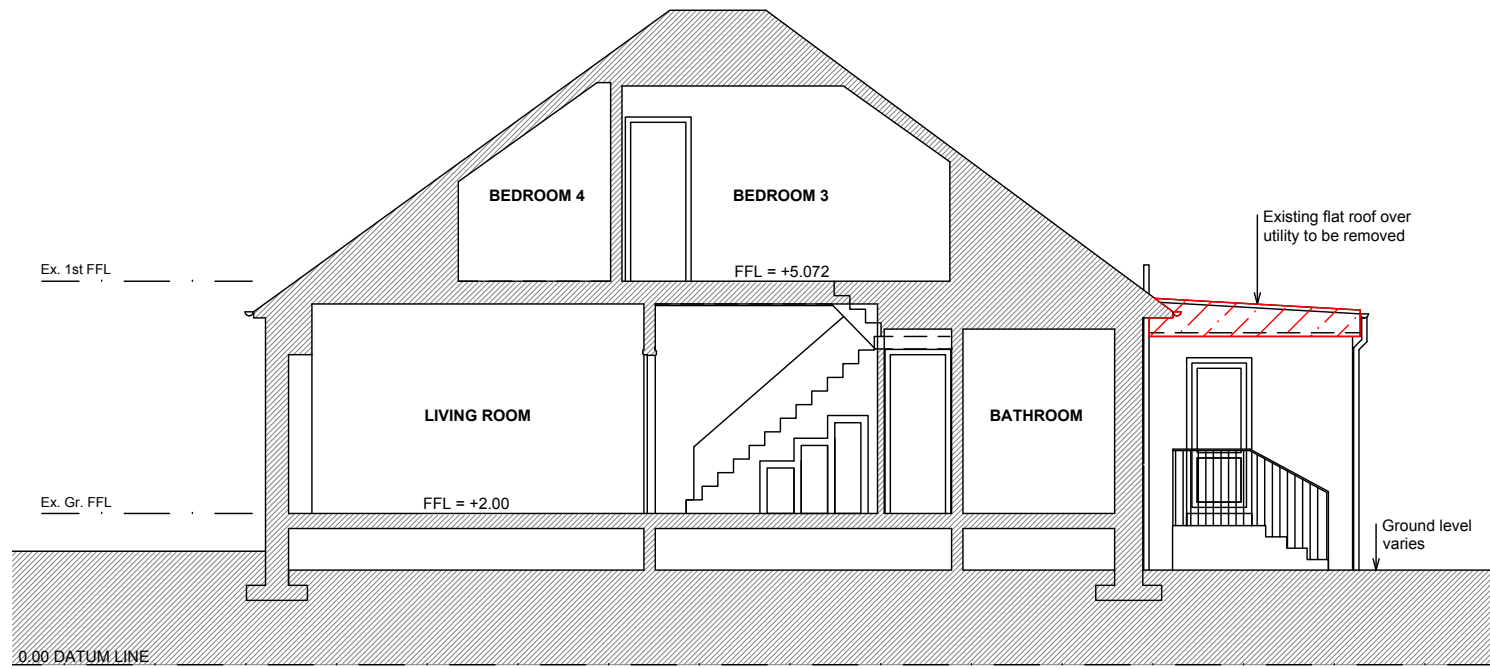 BEDROOM 4
BEDROOM 3
Existing flat roof over
utility to be removed
Ex. 1st FFL
FFL = +5.072
LIVING ROOM
BATHROOM
Ex. Gr. FFL
FFL = +2.00
Ground level
varies
0.00 DATUM LINE